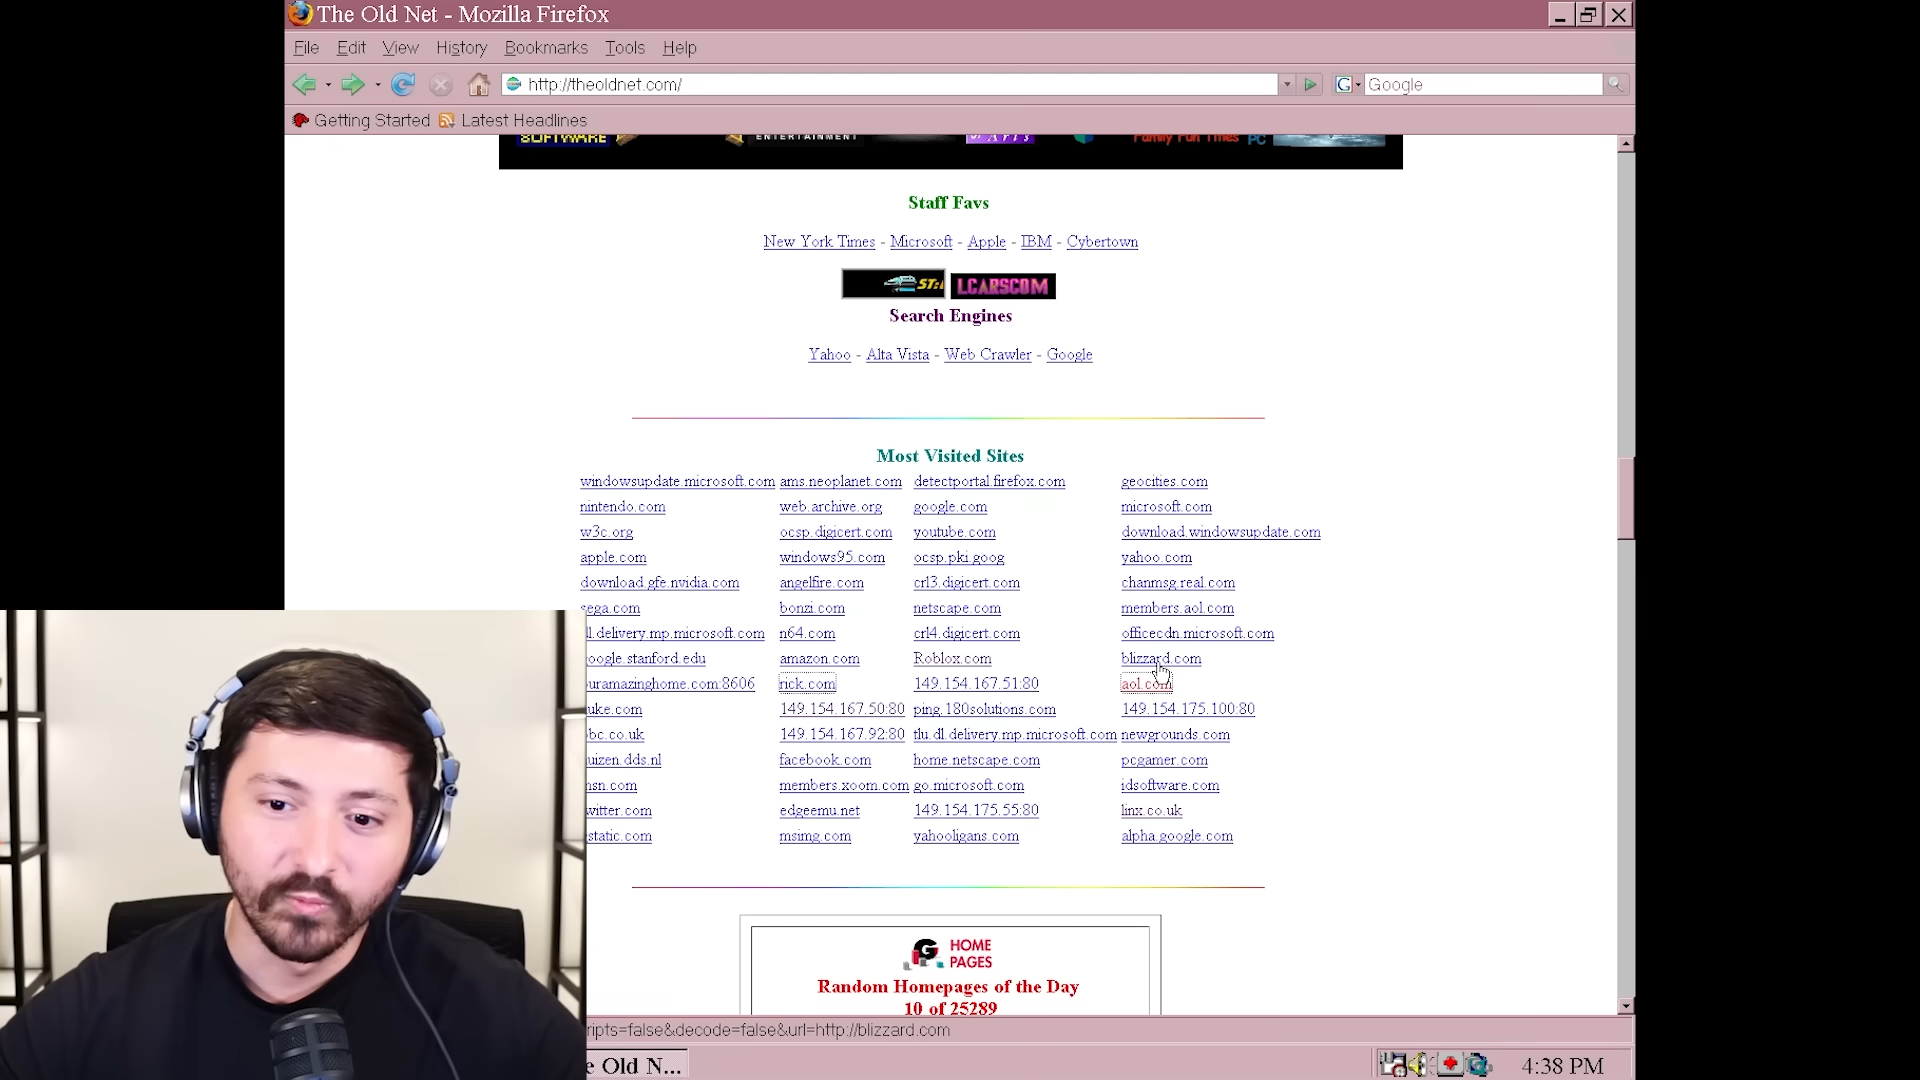 The Old Net - Mozilla Firefox
File Edit View History Bookmarks Tools Help
http://theoldnet.com/
G Google
Getting Started Latest Headlines
SOFTWARE ENTERTAINMENT Family Fun Times PC
Staff Favs
New York Times - Microsoft - Apple - IBM - Cybertown
LCARSCOM
Search Engines
Yahoo - Alta Vista - Web Crawler - Google
Most Visited Sites
windowsupdate.microsoft.com ams.neoplanet.com detectportal.firefox.com geocities.com
nintendo.com web.archive.org google.com microsoft.com
w3c.org ocsp.digicert.com youtube.com download.windowsupdate.com
apple.com windows95.com ocsp.pki.goog yahoo.com
download.gfe.nvidia.com angelfire.com crl3.digicert.com chanmsg.real.com
sega.com bonzi.com netscape.com members.aol.com
l.delivery.mp.microsoft.com n64.com crl4.digicert.com officecdn.microsoft.com
oogle.stanford.edu amazon.com Roblox.com blizzard.com
uramazinghome.com:8606 rick.com 149.154.167.51:80 aol.com
uke.com 149.154.167.50:80 ping.180solutions.com 149.154.175.100:80
bc.co.uk 149.154.167.92:80 tlu.dl.delivery.mp.microsoft.com newgrounds.com
uizen.dds.nl facebook.com home.netscape.com pcgamer.com
msn.com members.xoom.com go.microsoft.com idsoftware.com
witter.com edgeemu.net 149.154.175.55:80 linx.co.uk
static.com msimg.com yahooligans.com alpha.google.com
G HOME
PAGES
Random Homepages of the Day
10 of 25289
ripts=false&decode=false&url=http://blizzard.com
e Old N...
4:38 PM